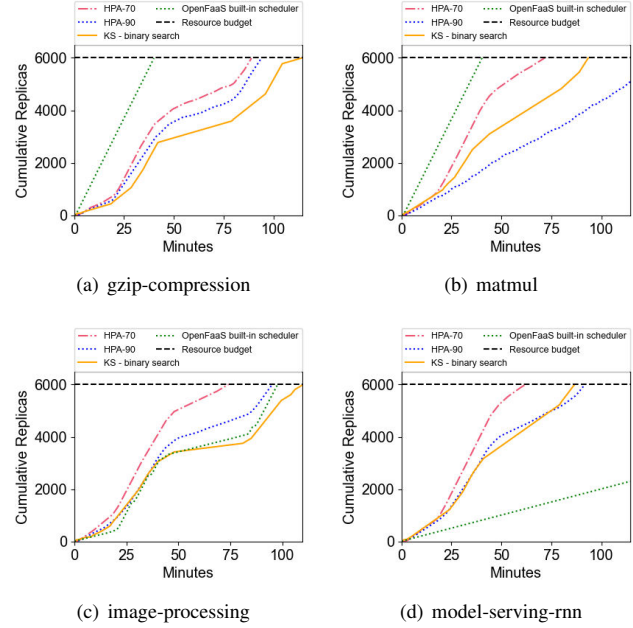 HPA-70
OpenFaaS built-in scheduler
HPA-90
Resource budget
KS - binary search
Cumulative Replicas
6000
4000
2000
0
0 25 50 75 100
Minutes
(a) gzip-compression
HPA-70
OpenFaaS built-in scheduler
HPA-90
Resource budget
KS - binary search
Cumulative Replicas
6000
4000
2000
0
0 25 50 75 100
Minutes
(b) matmul
HPA-70
OpenFaaS built-in scheduler
HPA-90
Resource budget
KS - binary search
Cumulative Replicas
6000
4000
2000
0
0 25 50 75 100
Minutes
(c) image-processing
HPA-70
OpenFaaS built-in scheduler
HPA-90
Resource budget
KS - binary search
Cumulative Replicas
6000
4000
2000
0
0 25 50 75 100
Minutes
(d) model-serving-rnn